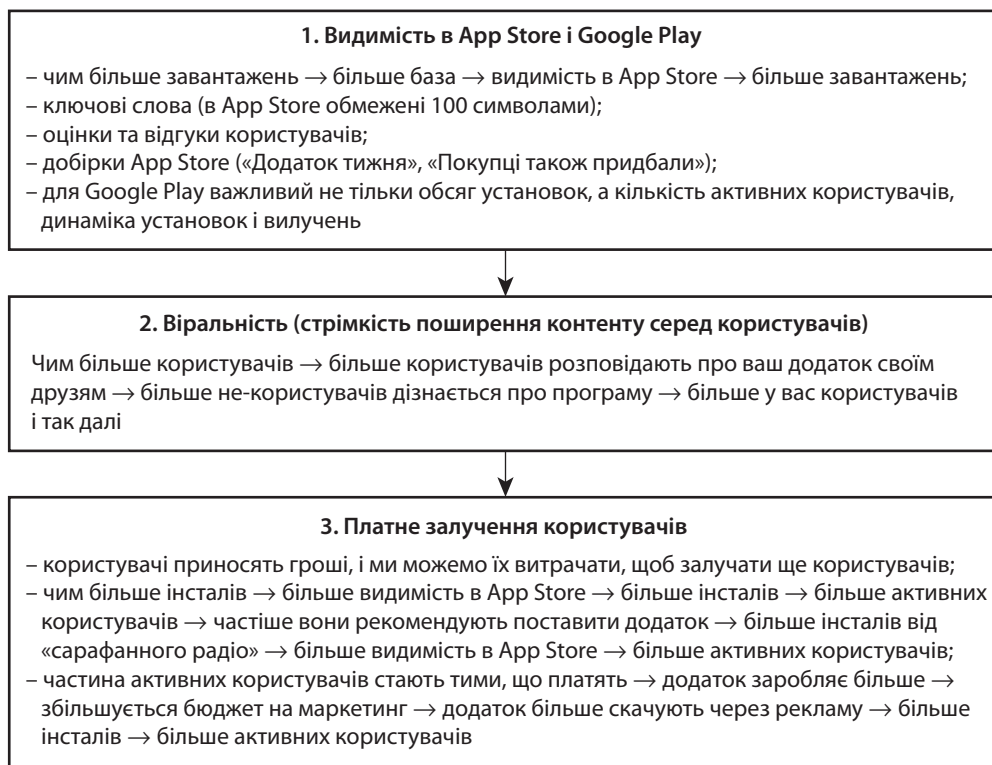 1. Видимість в App Store і Google Play
– чим більше завантажень → більше база → видимість в App Store → більше завантажень;
– ключові слова (в App Store обмежені 100 символами);
– оцінки та відгуки користувачів;
– добірки App Store («Додаток тижня», «Покупці також придбали»);
– для Google Play важливий не тільки обсяг установок, а кількість активних користувачів,
динаміка установок і вилучень
2. Віральність (стрімкість поширення контенту серед користувачів)
Чим більше користувачів → більше користувачів розповідають про ваш додаток своїм
друзям → більше не-користувачів дізнається про програму → більше у вас користувачів
і так далі
3. Платне залучення користувачів
– користувачі приносять гроші, і ми можемо їх витрачати, щоб залучати ще користувачів;
– чим більше інсталів → більше видимість в App Store → більше інсталів → більше активних
користувачів → частіше вони рекомендують поставити додаток → більше інсталів від
«сарафанного радіо» → більше видимість в App Store → більше активних користувачів;
– частина активних користувачів стають тими, що платять → додаток заробляє більше →
збільшується бюджет на маркетинг → додаток більше скачують через рекламу → більше
інсталів → більше активних користувачів